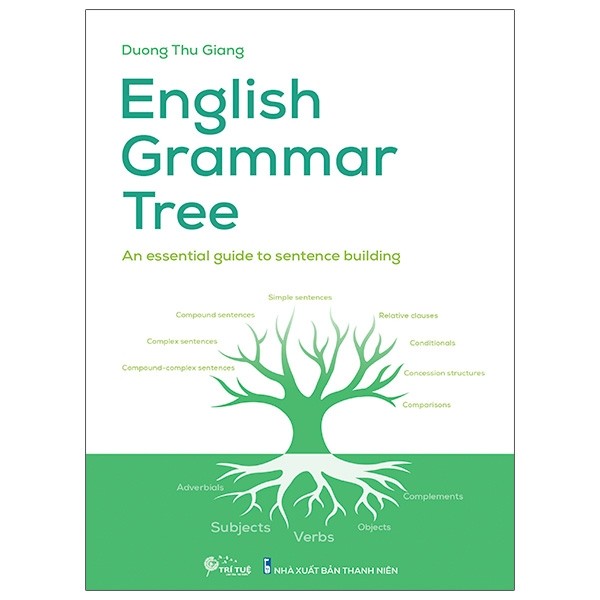 Duong Thu Giang
English
Grammar
Tree
An essential guide to sentence building
Simple sentences
Compound sentences
Relative clauses
Complex sentences
Conditionals
Compound-complex sentences
Concession structures
Comparisons
Adverbials
Complements
Subjects
Objects
Verbs
TRÍ TUỆ
NHÀ XUẤT BẢN THANH NIÊN